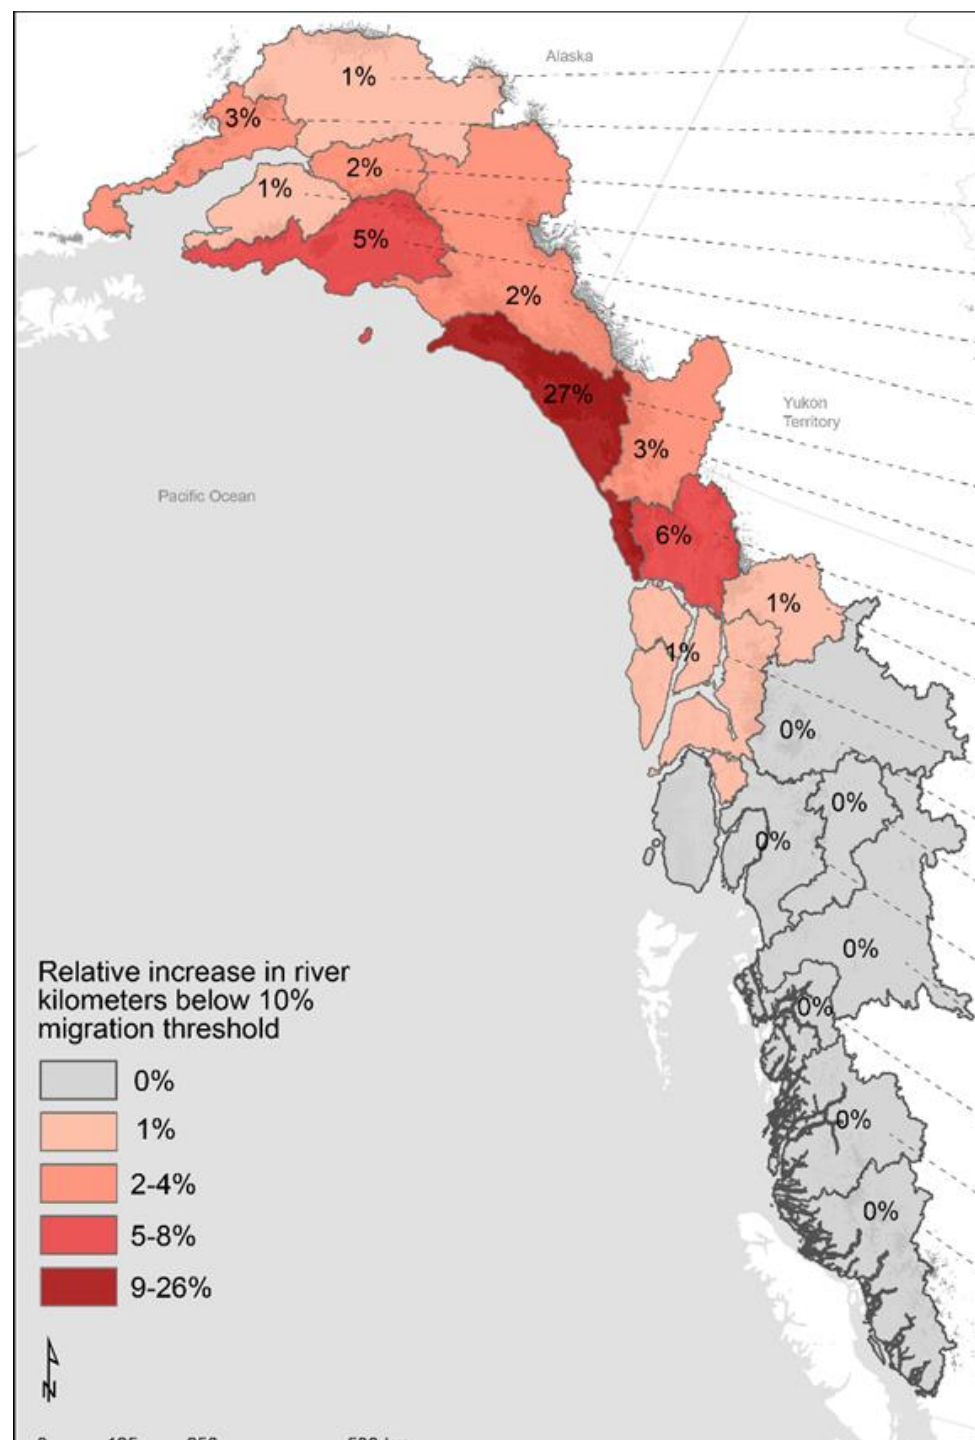 Alaska
1%
3%
2%
1%
5%
2%
27%
Yukon
Territory
3%
Pacific Ocean
6%
1%
1%
0%
0%
0%
0%
0%
0%
0%
Relative increase in river
kilometers below 10%
migration threshold
0%
1%
2-4%
5-8%
9-26%
N